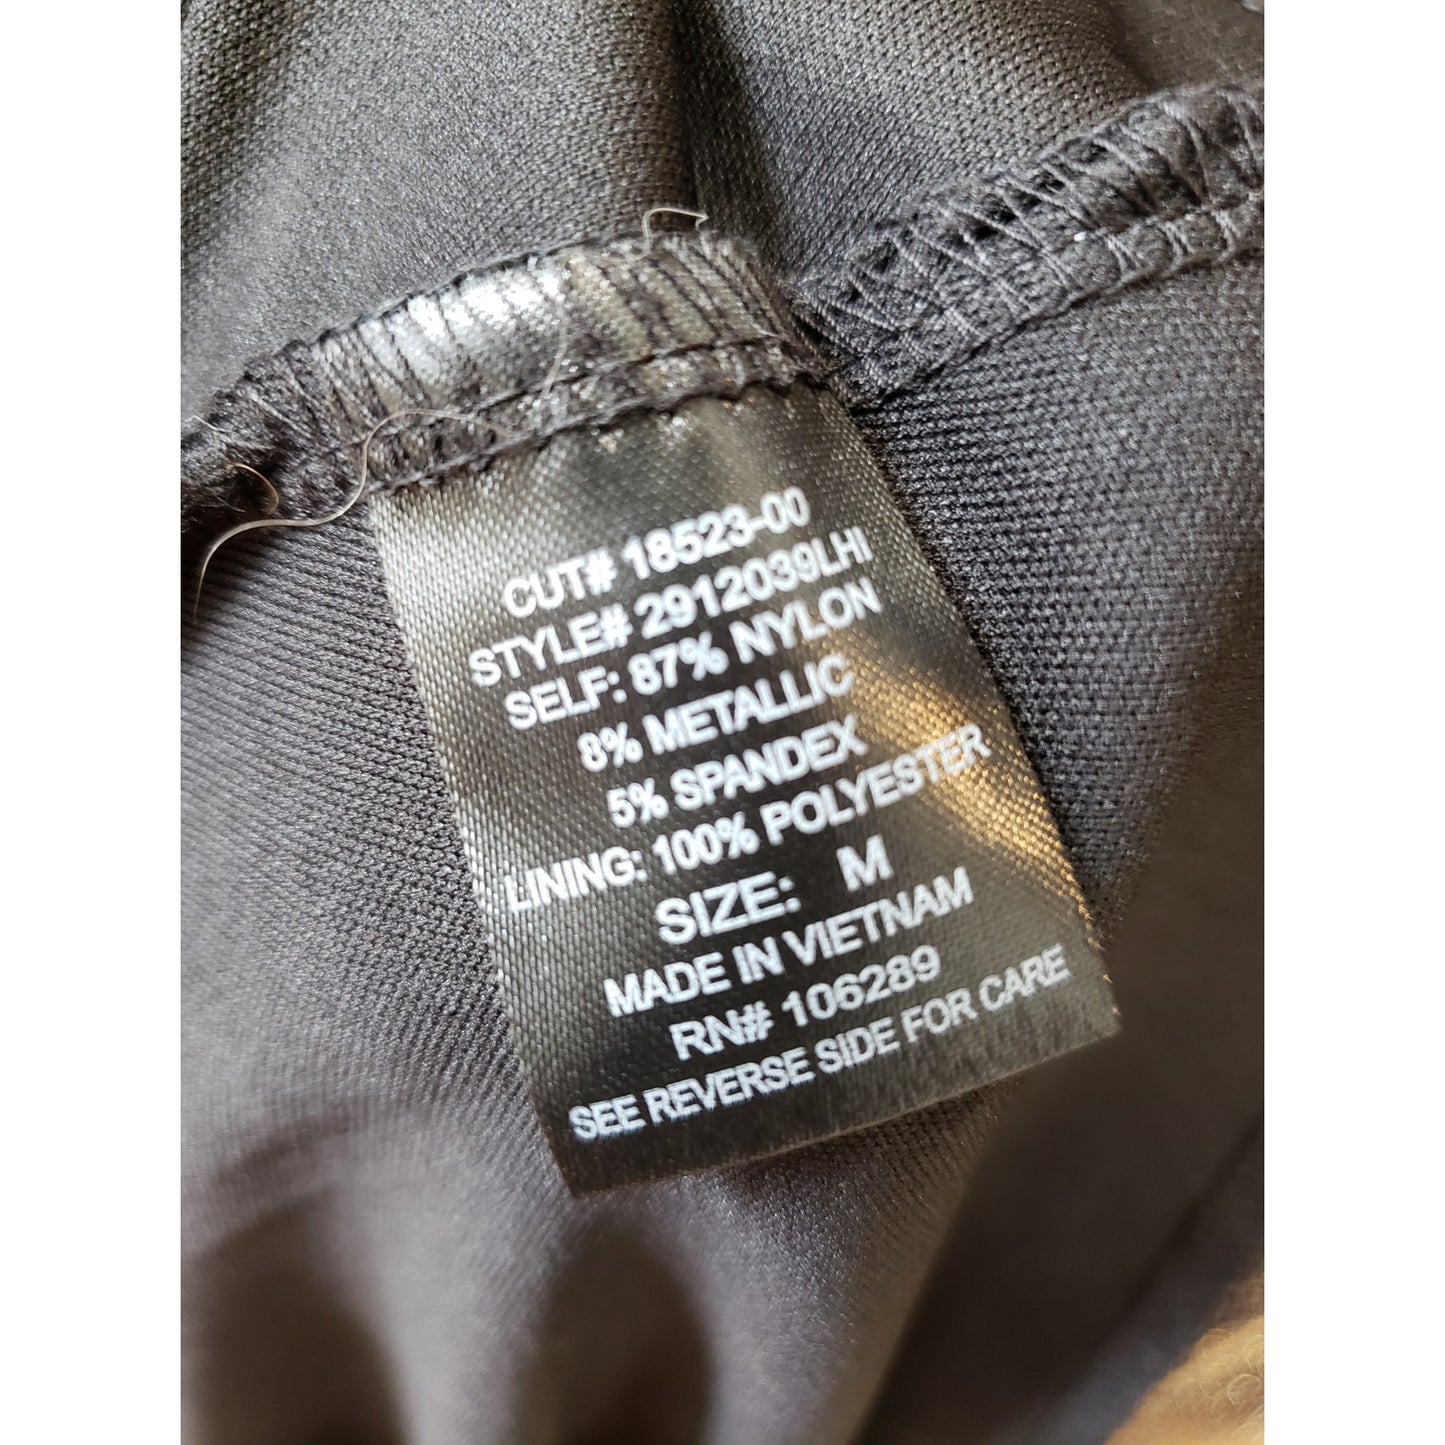 CUT# 18523-00
STYLE# 2912039LHI
SELF: 87% NYLON
8% METALLIC
5% SPANDEX
LINING: 100% POLYESTER
SIZE: M
MADE IN VIETNAM
RN# 106289
SEE REVERSE SIDE FOR CARE